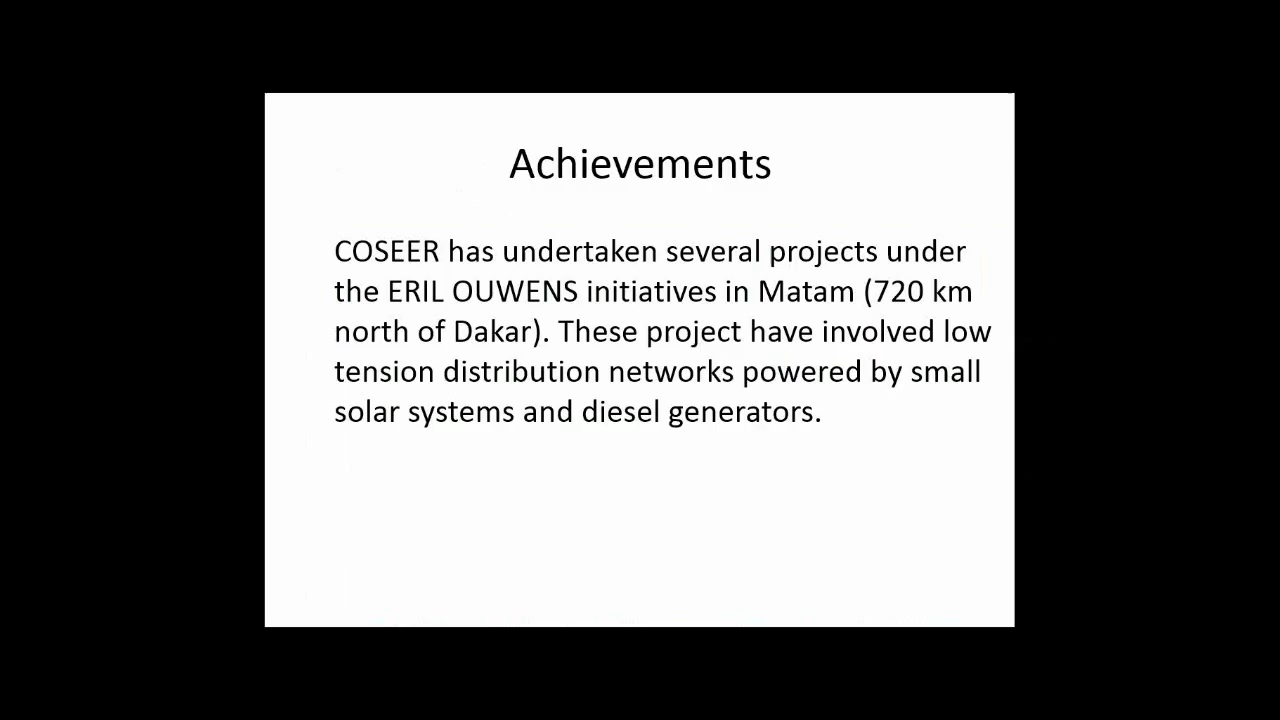 Achievements
COSEER has undertaken several projects under
the ERIL OUWENS initiatives in Matam (720 km
north of Dakar). These project have involved low
tension distribution networks powered by small
solar systems and diesel generators.